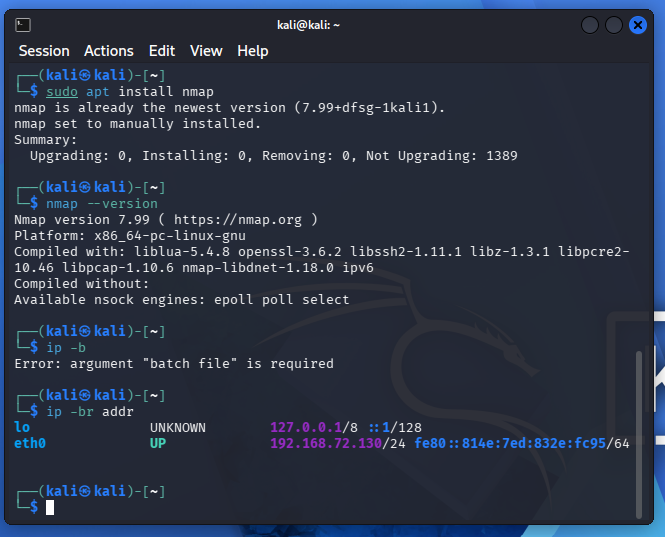 kali@kali: ~
Session Actions Edit View Help
┌──(kali㉿kali)-[~]
└─$ sudo apt install nmap
nmap is already the newest version (7.99+dfsg-1kali1).
nmap set to manually installed.
Summary:
  Upgrading: 0, Installing: 0, Removing: 0, Not Upgrading: 1389
┌──(kali㉿kali)-[~]
└─$ nmap --version
Nmap version 7.99 ( https://nmap.org )
Platform: x86_64-pc-linux-gnu
Compiled with: liblua-5.4.8 openssl-3.6.2 libssh2-1.11.1 libz-1.3.1 libpcre2-
10.46 libpcap-1.10.6 nmap-libdnet-1.18.0 ipv6
Compiled without:
Available nsock engines: epoll poll select
┌──(kali㉿kali)-[~]
└─$ ip -b
Error: argument "batch file" is required
┌──(kali㉿kali)-[~]
└─$ ip -br addr
lo               UNKNOWN        127.0.0.1/8 ::1/128
eth0             UP             192.168.72.130/24 fe80::814e:7ed:832e:fc95/64
┌──(kali㉿kali)-[~]
└─$